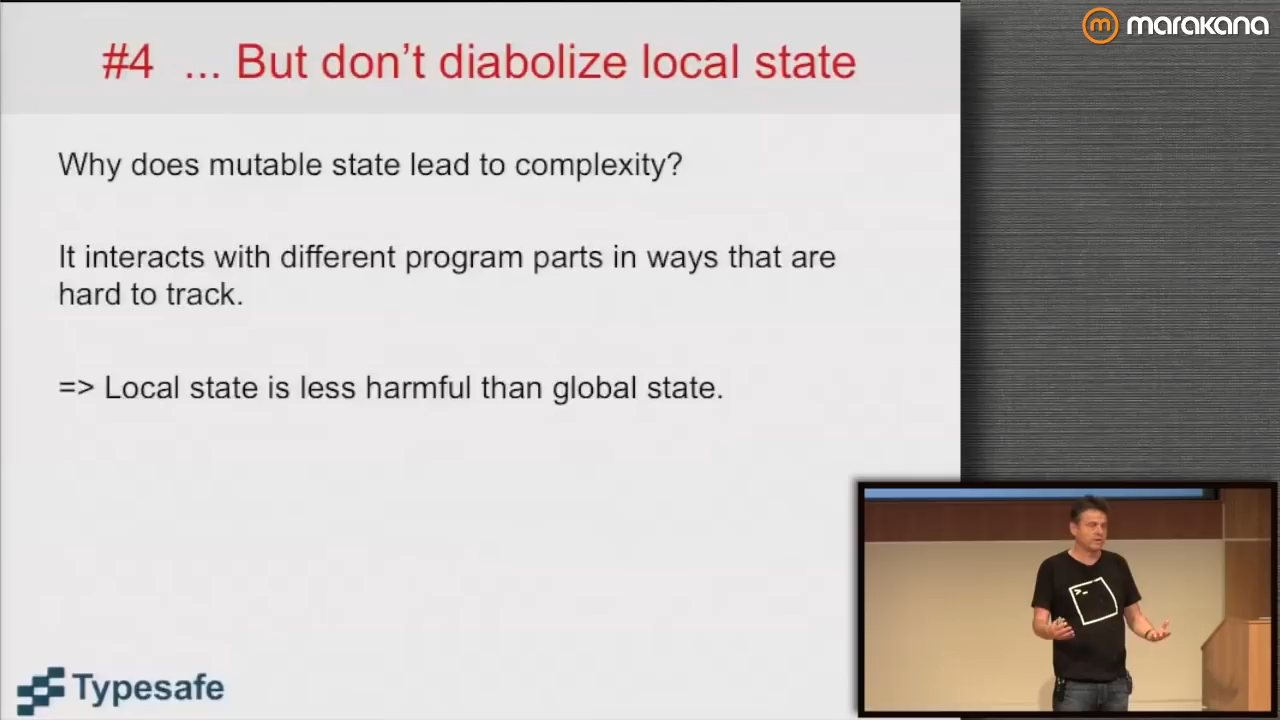 marakana
#4 ... But don't diabolize local state
Why does mutable state lead to complexity?
It interacts with different program parts in ways that are
hard to track.
=> Local state is less harmful than global state.
Typesafe
>_